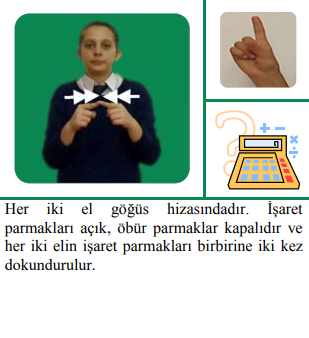 Her iki el göğüs hizasındadır. İşaret
parmakları açık, öbür parmaklar kapalıdır ve
her iki elin işaret parmakları birbirine iki kez
dokundurulur.